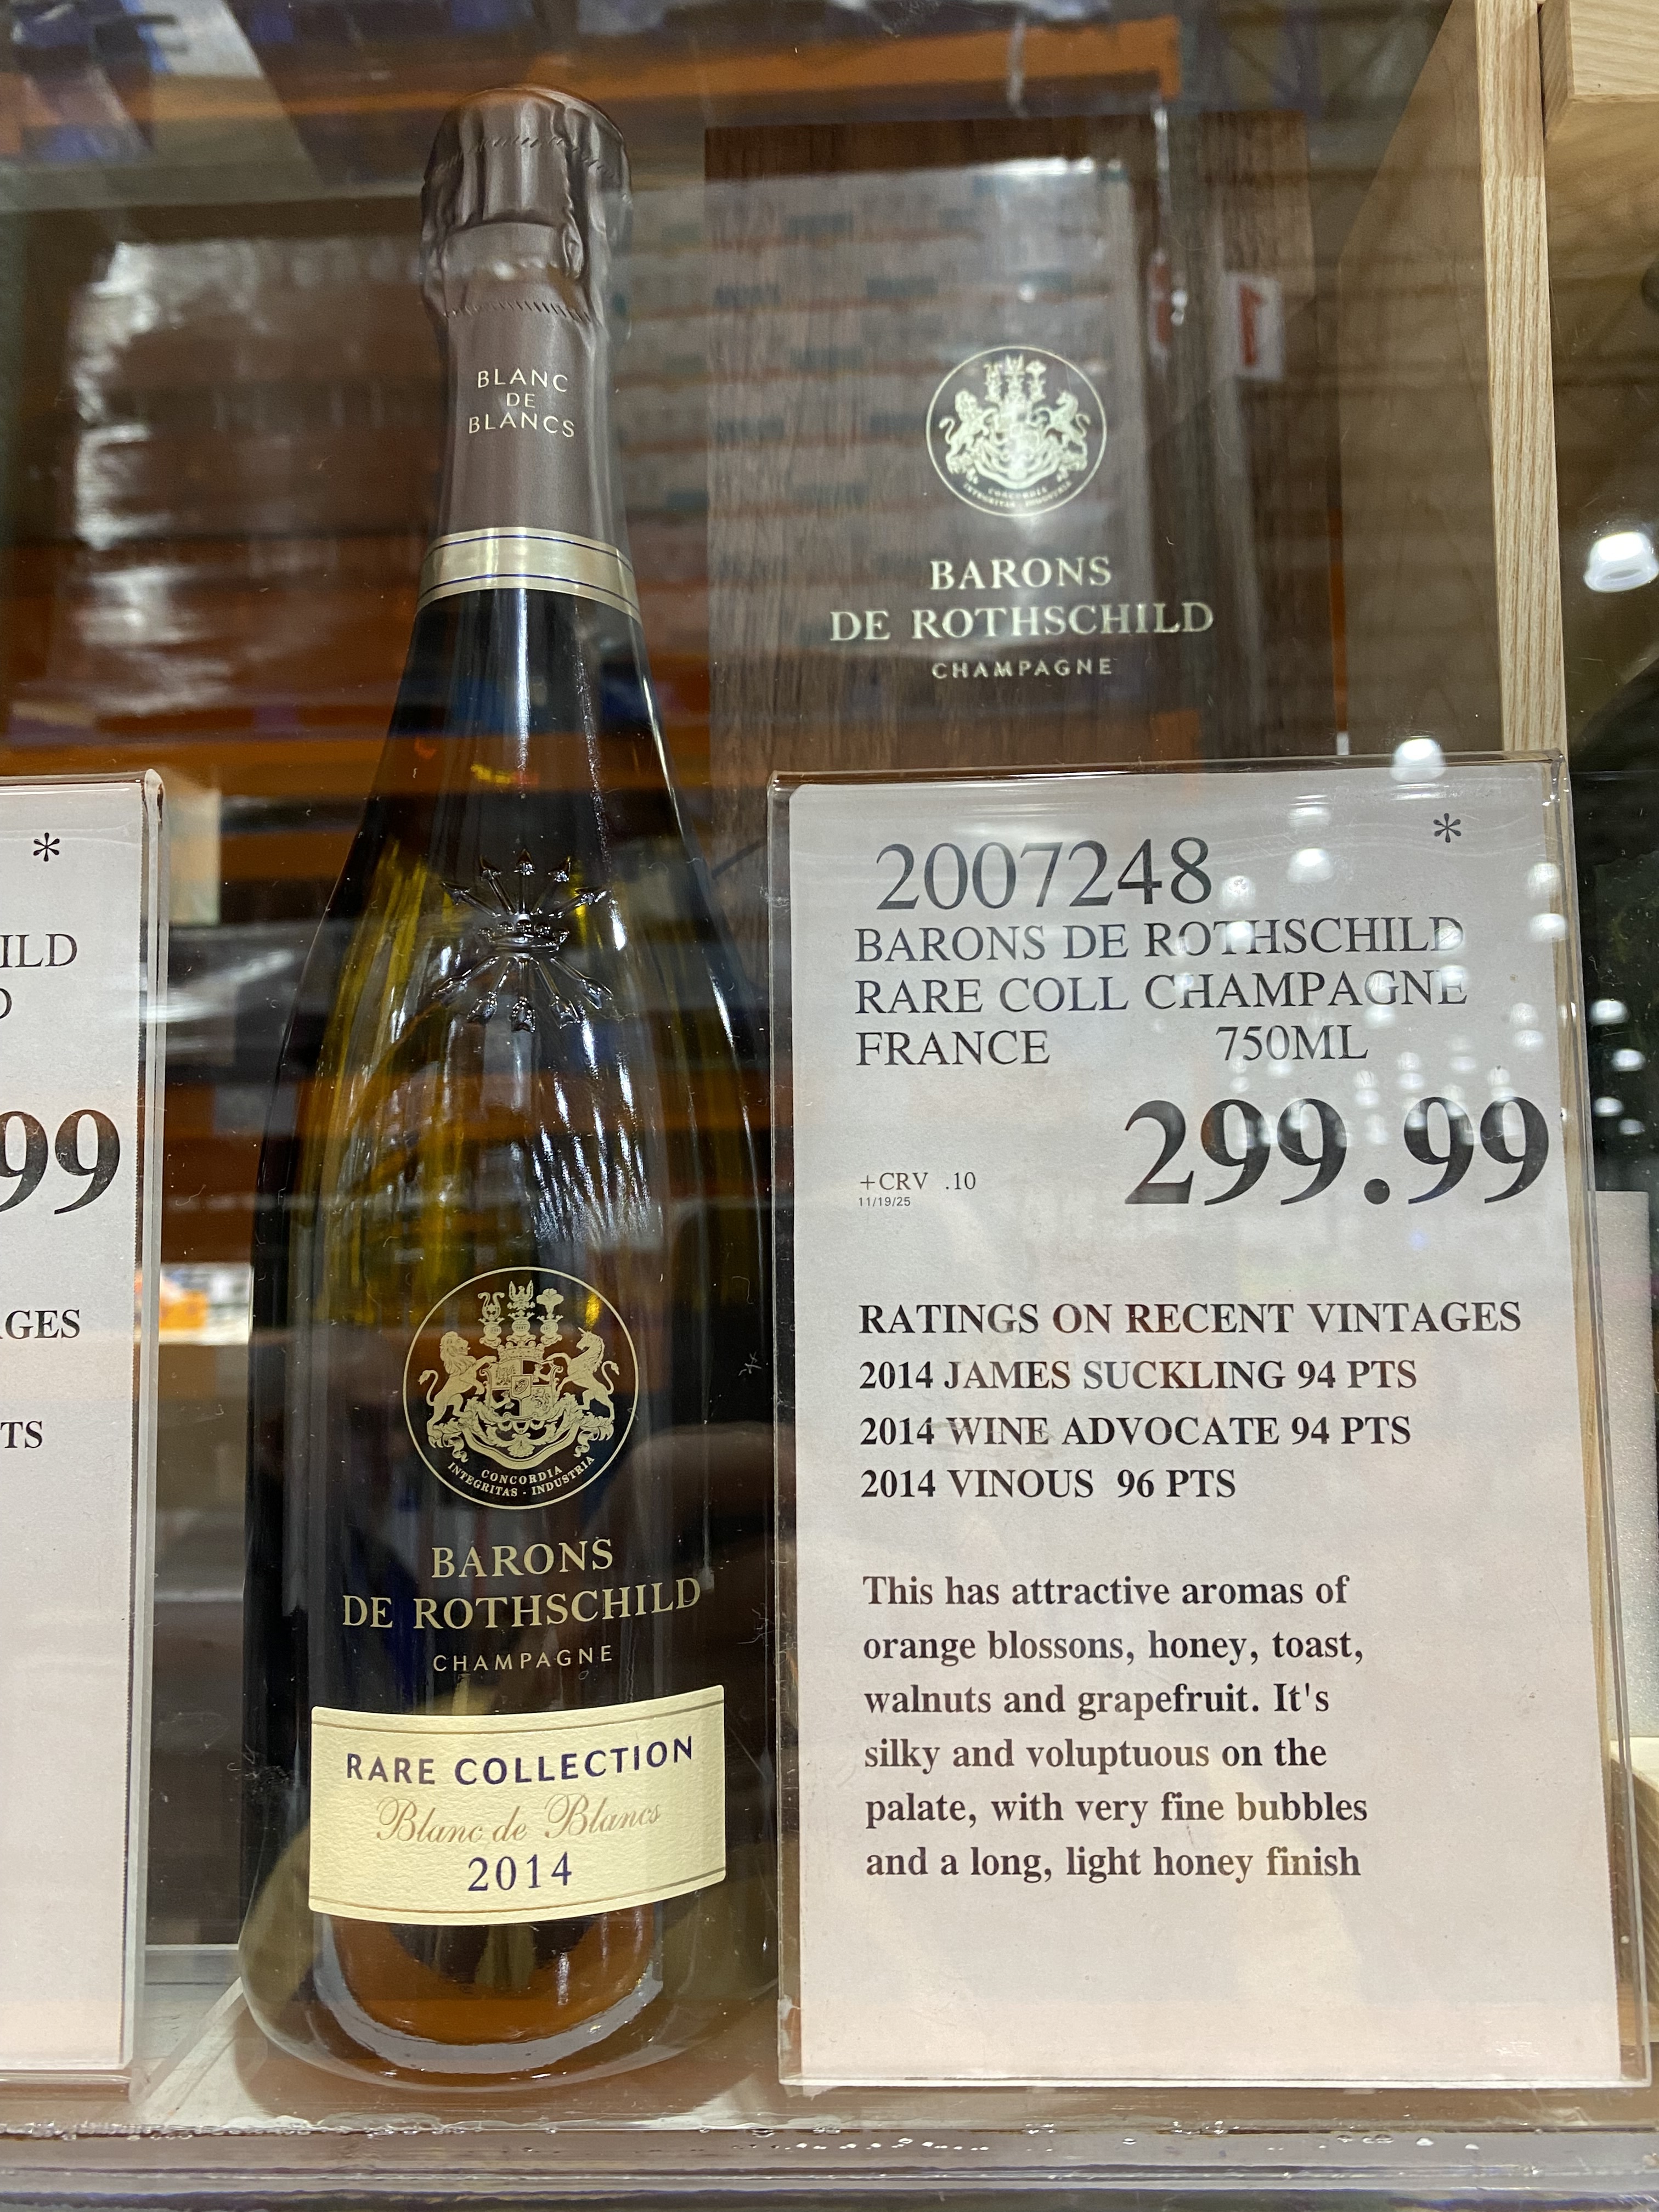 BLANC
DE
BLANCS
CONCORDIA
INTEGRITAS · INDUSTRIA
BARONS
DE ROTHSCHILD
CHAMPAGNE
RARE COLLECTION
Blanc de Blancs
2014
CONCORDIA
INTEGRITAS · INDUSTRIA
BARONS
DE ROTHSCHILD
CHAMPAGNE
*
ILD
D
99
GES
TS
*
2007248
BARONS DE ROTHSCHILD
RARE COLL CHAMPAGNE
FRANCE 750ML
299.99
+CRV .10
11/19/25
RATINGS ON RECENT VINTAGES
2014 JAMES SUCKLING 94 PTS
2014 WINE ADVOCATE 94 PTS
2014 VINOUS 96 PTS
This has attractive aromas of
orange blossons, honey, toast,
walnuts and grapefruit. It's
silky and voluptuous on the
palate, with very fine bubbles
and a long, light honey finish